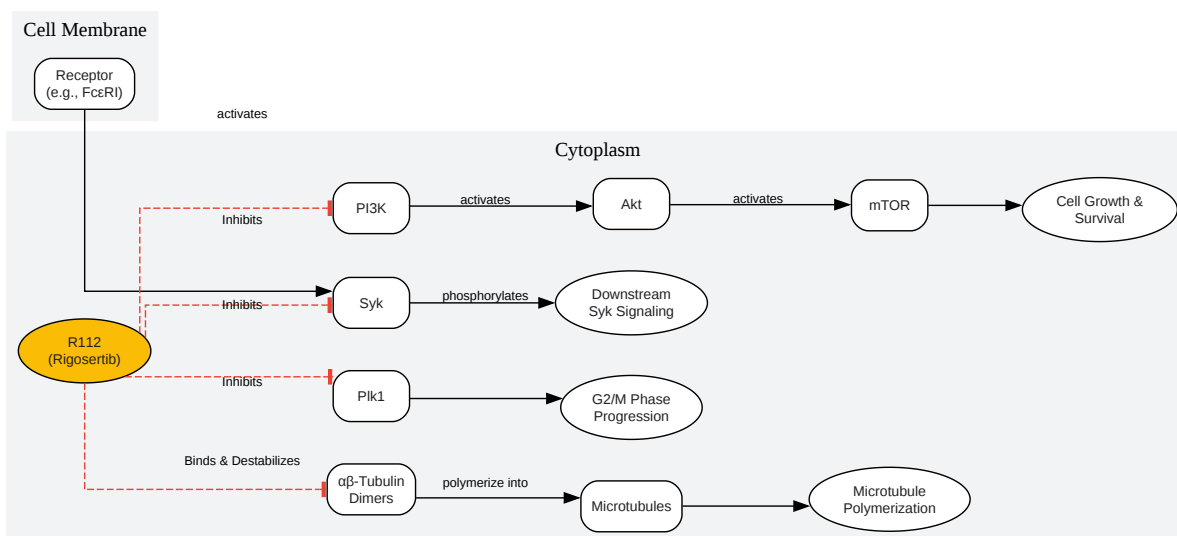 Cell Membrane
Receptor
(e.g., FcεRI)
activates
Cytoplasm
PI3K
activates
Akt
activates
mTOR
Cell Growth &
Survival
Inhibits
Syk
phosphorylates
Downstream
Syk Signaling
Inhibits
R112
(Rigosertib)
Inhibits
Plk1
G2/M Phase
Progression
Binds & Destabilizes
αβ-Tubulin
Dimers
polymerize into
Microtubules
Microtubule
Polymerization